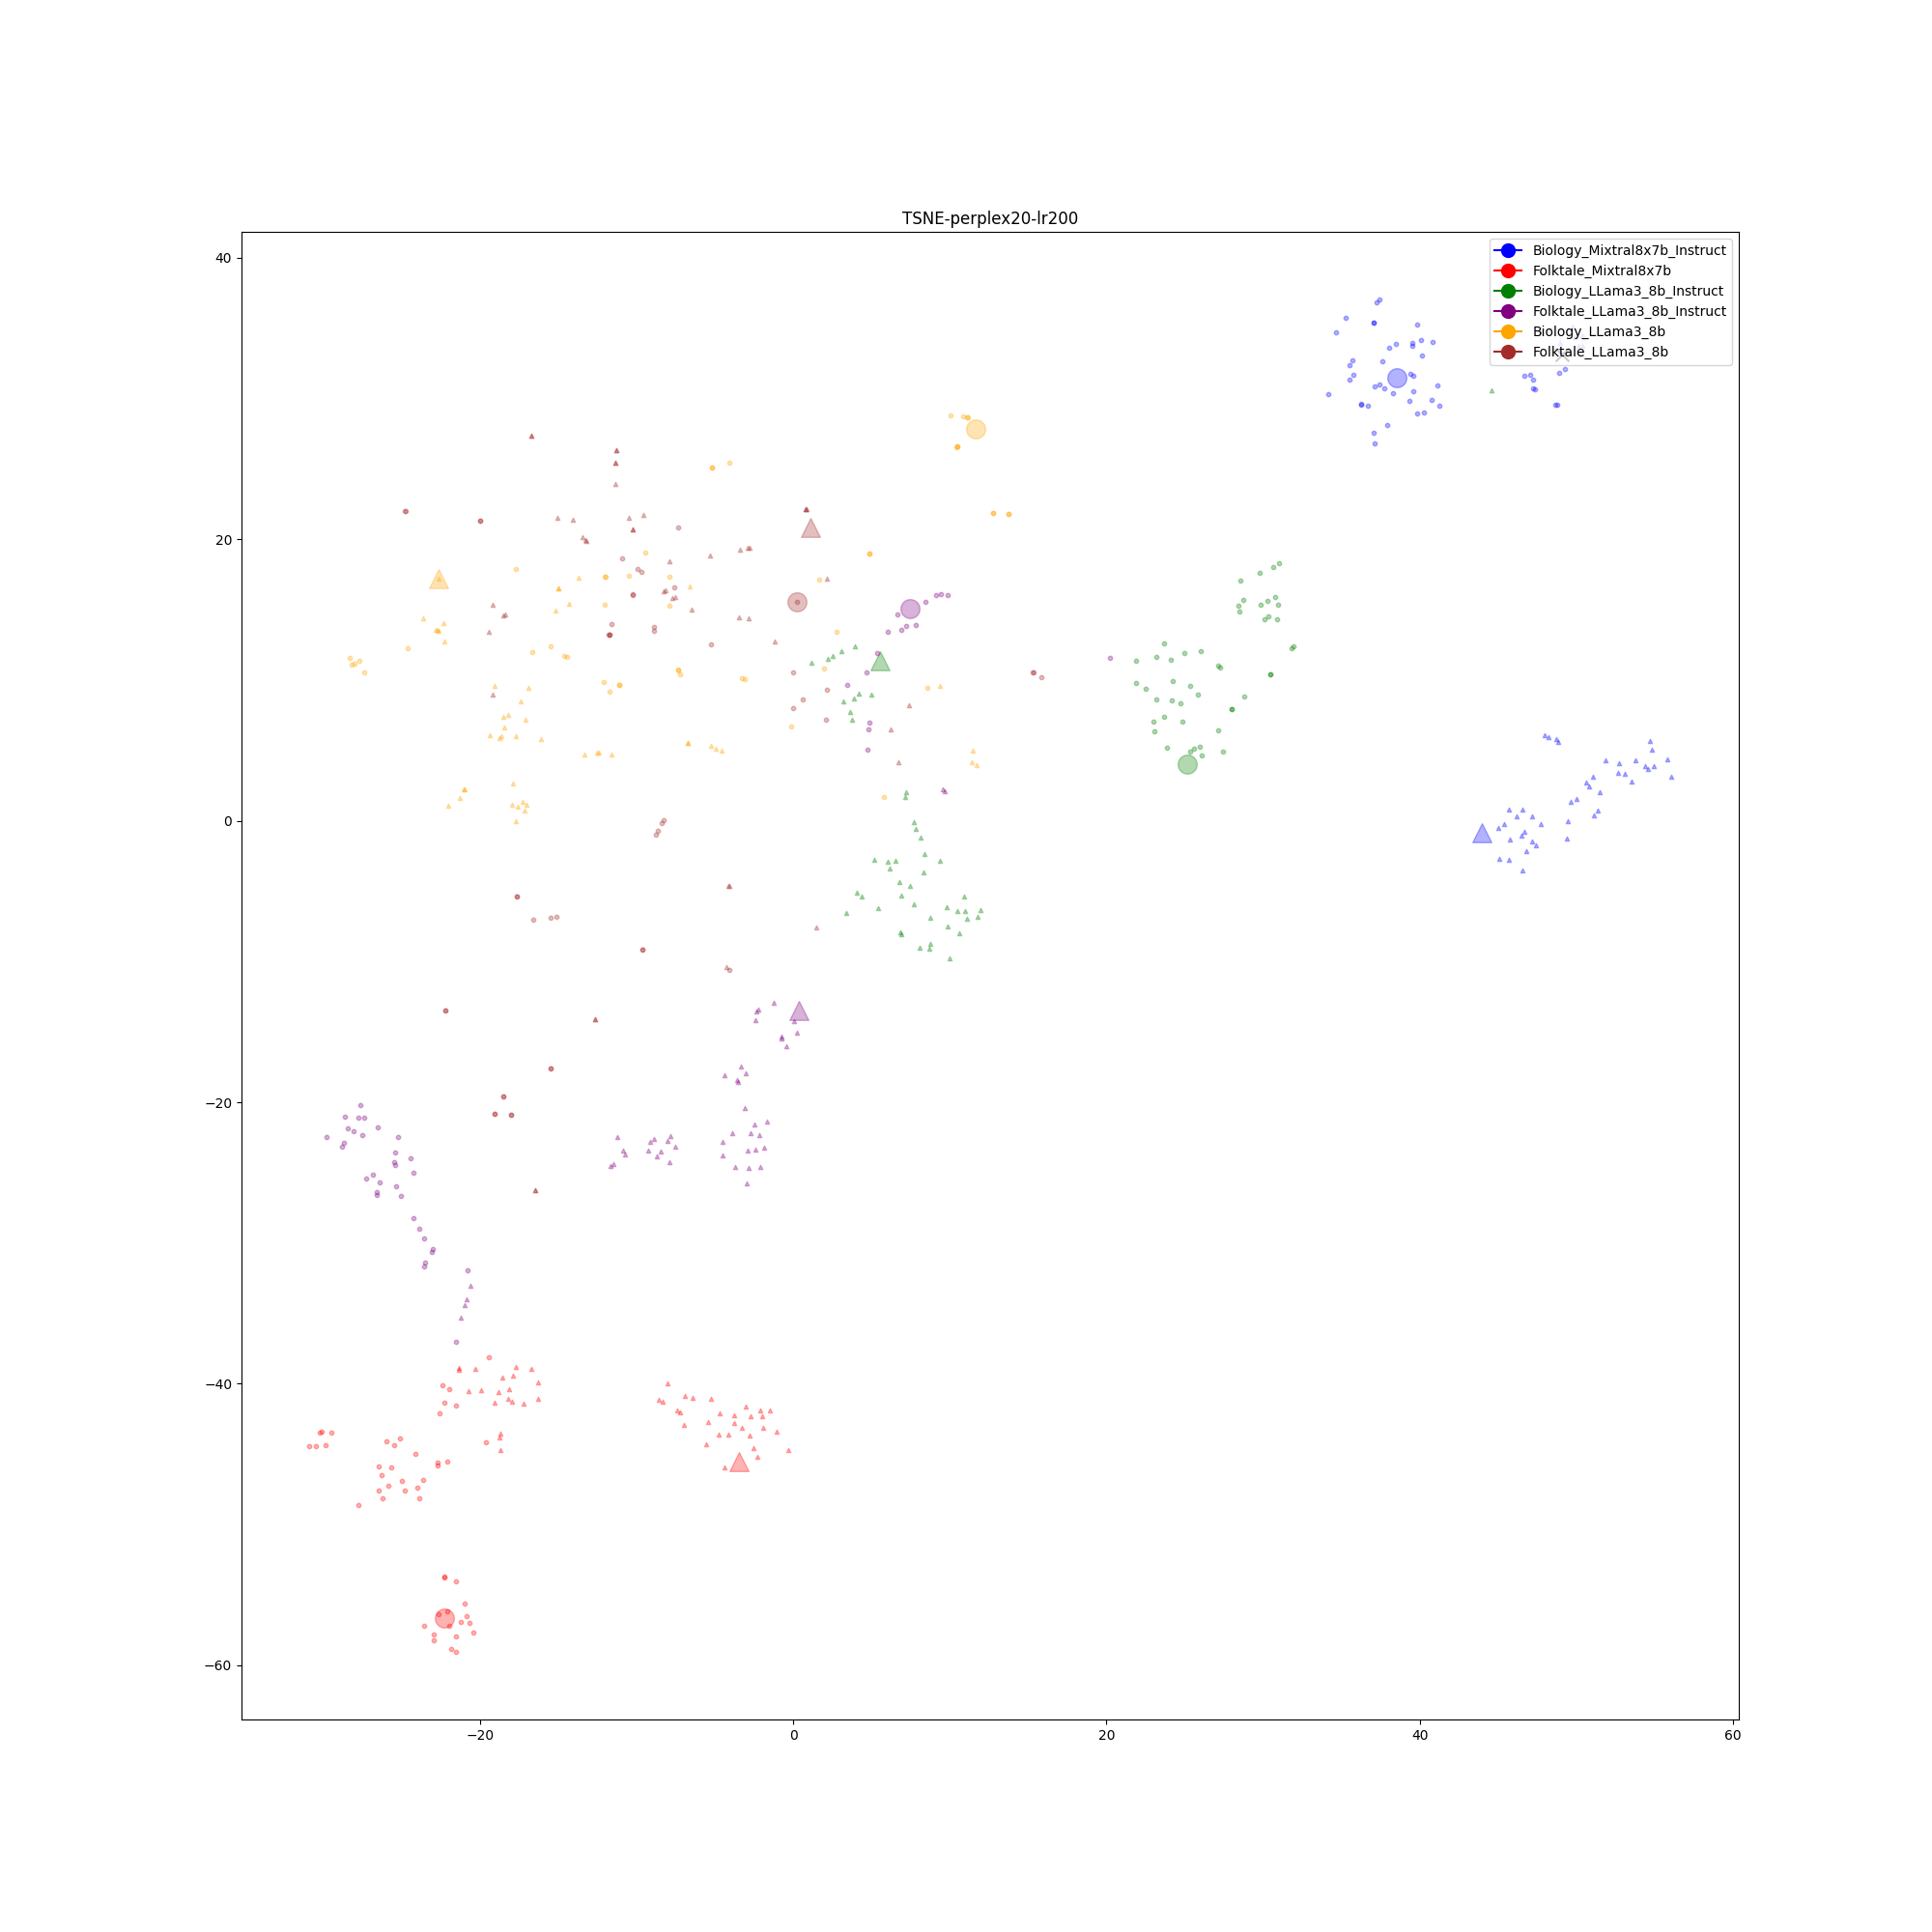 TSNE-perplex20-lr200
Biology_Mixtral8x7b_Instruct
Folktale_Mixtral8x7b
Biology_LLama3_8b_Instruct
Folktale_LLama3_8b_Instruct
Biology_LLama3_8b
Folktale_LLama3_8b
40
20
0
−20
−40
−60
−20
0
20
40
60